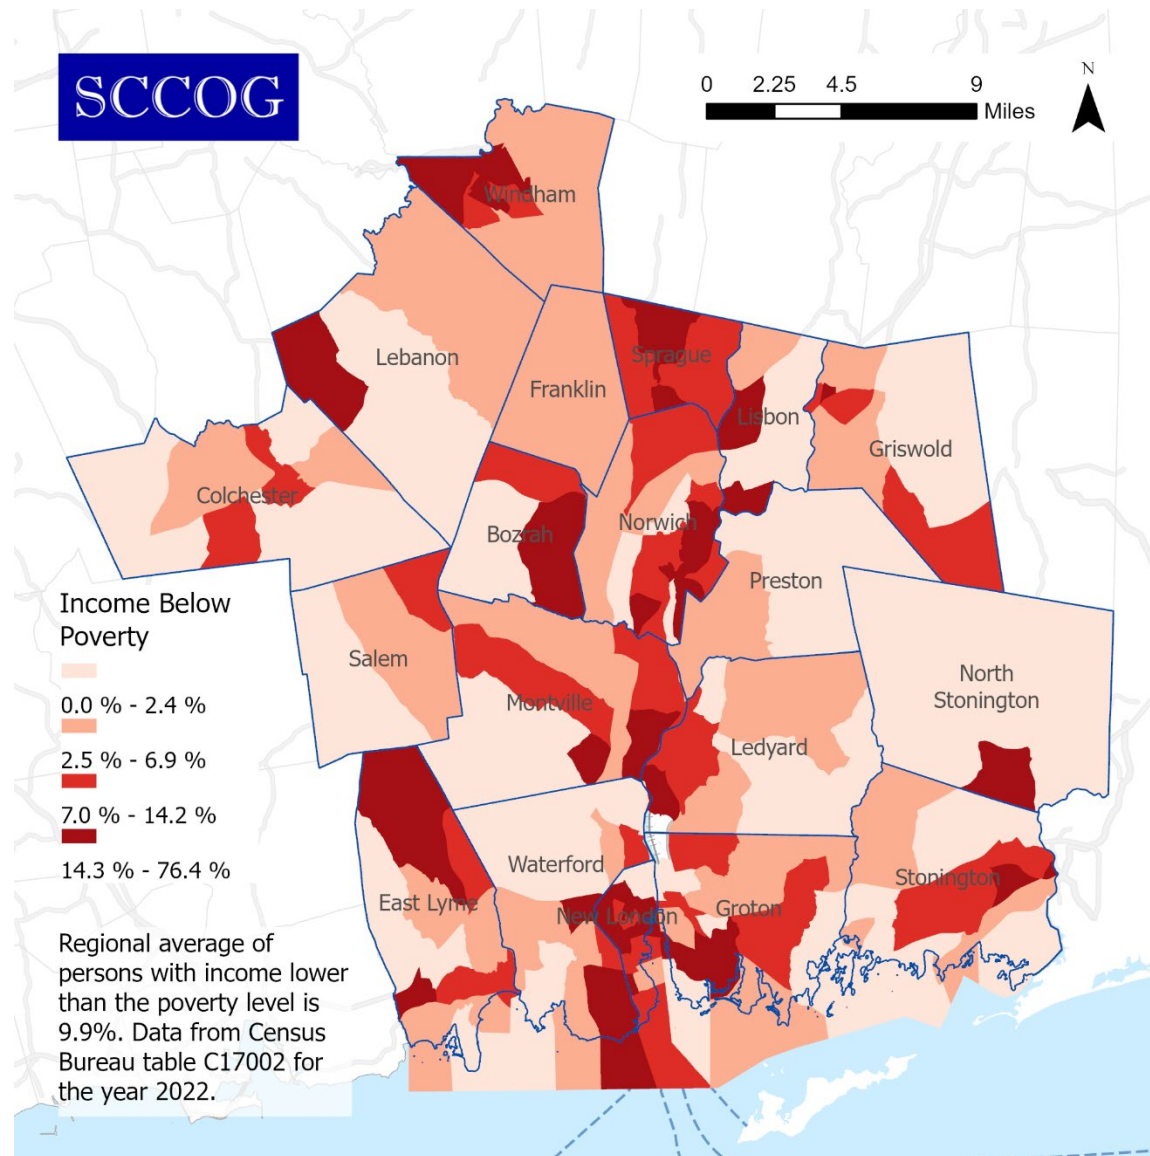 SCCOG
0 2.25 4.5 9
Miles
N
Windham
Lebanon
Sprague
Franklin
Lisbon
Griswold
Colchester
Norwich
Bozrah
Preston
Salem
North
Stonington
Montville
Ledyard
Waterford
Stonington
East Lyme
New London
Groton
Income Below
Poverty
0.0 % - 2.4 %
2.5 % - 6.9 %
7.0 % - 14.2 %
14.3 % - 76.4 %
Regional average of
persons with income lower
than the poverty level is
9.9%. Data from Census
Bureau table C17002 for
the year 2022.